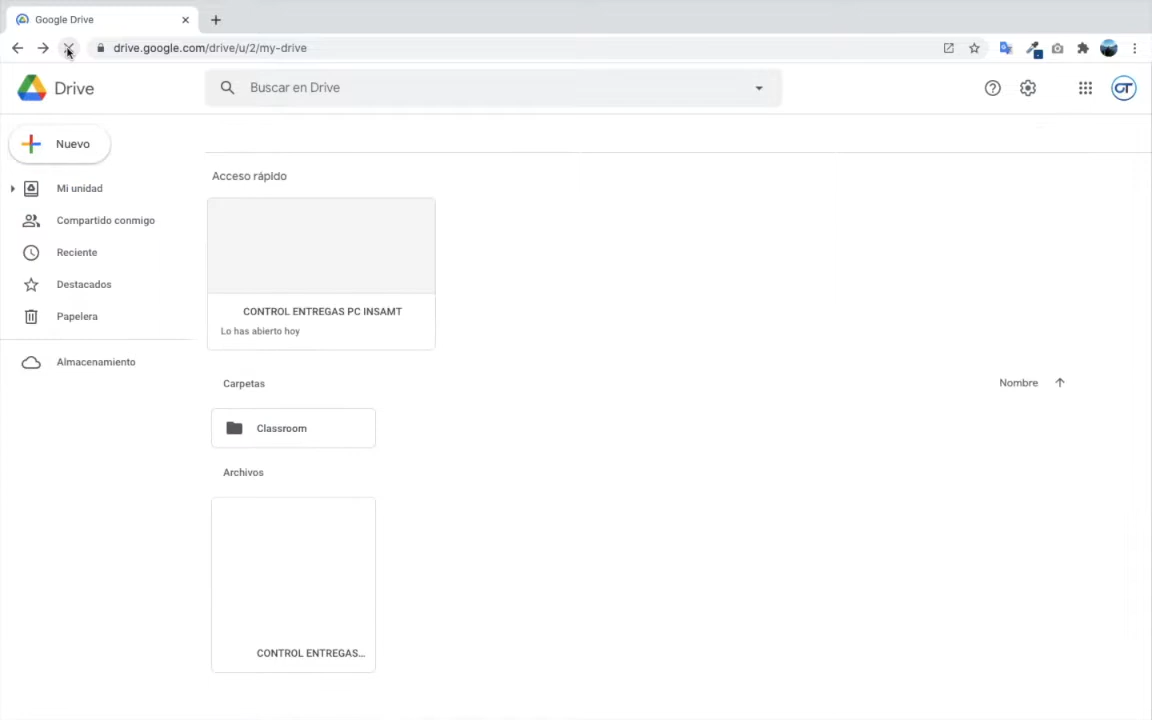 Google Drive
drive.google.com/drive/u/2/my-drive
Drive
Buscar en Drive
GT
Nuevo
Mi unidad
Compartido conmigo
Reciente
Destacados
Papelera
Almacenamiento
Acceso rápido
CONTROL ENTREGAS PC INSAMT
Lo has abierto hoy
Carpetas
Nombre
Classroom
Archivos
CONTROL ENTREGAS...